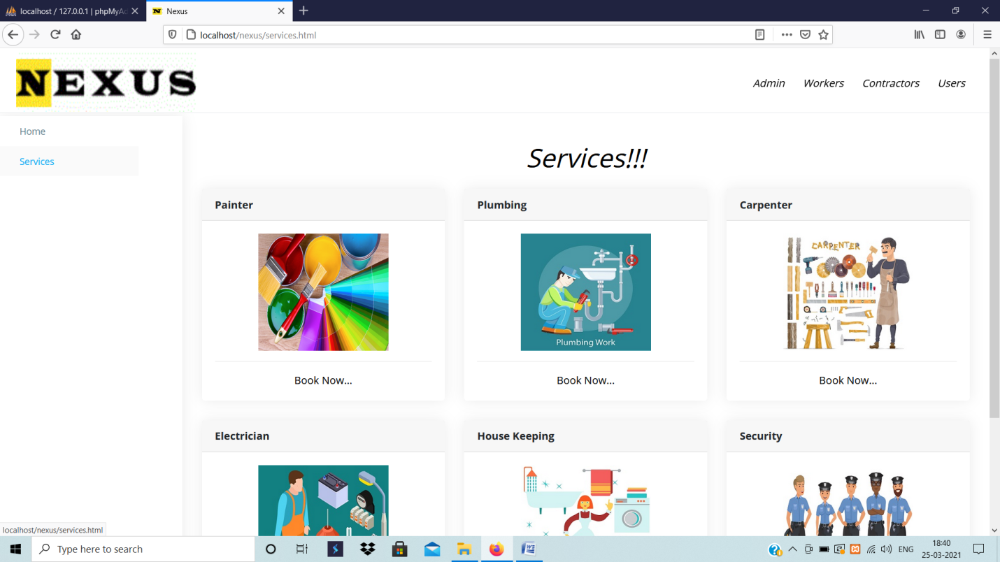 localhost / 127.0.0.1 | phpMyAd
Nexus
localhost/nexus/services.html
NEXUS
Admin Workers Contractors Users
Home
Services
Services!!!
Painter Plumbing Carpenter
CARPENTER
Plumbing Work
Book Now... Book Now... Book Now...
Electrician House Keeping Security
localhost/nexus/services.html
Type here to search
ENG
18:40
25-03-2021